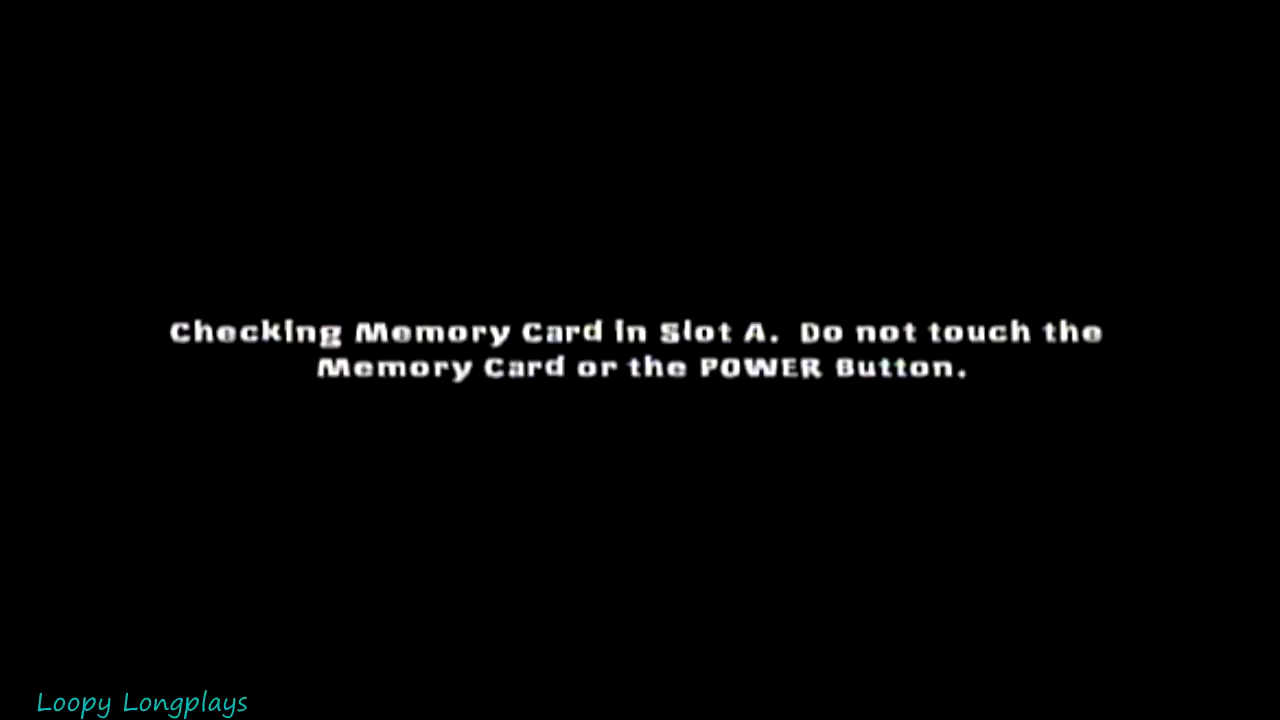 Checking Memory Card in Slot A. Do not touch the
Memory Card or the POWER Button.
Loopy Longplays